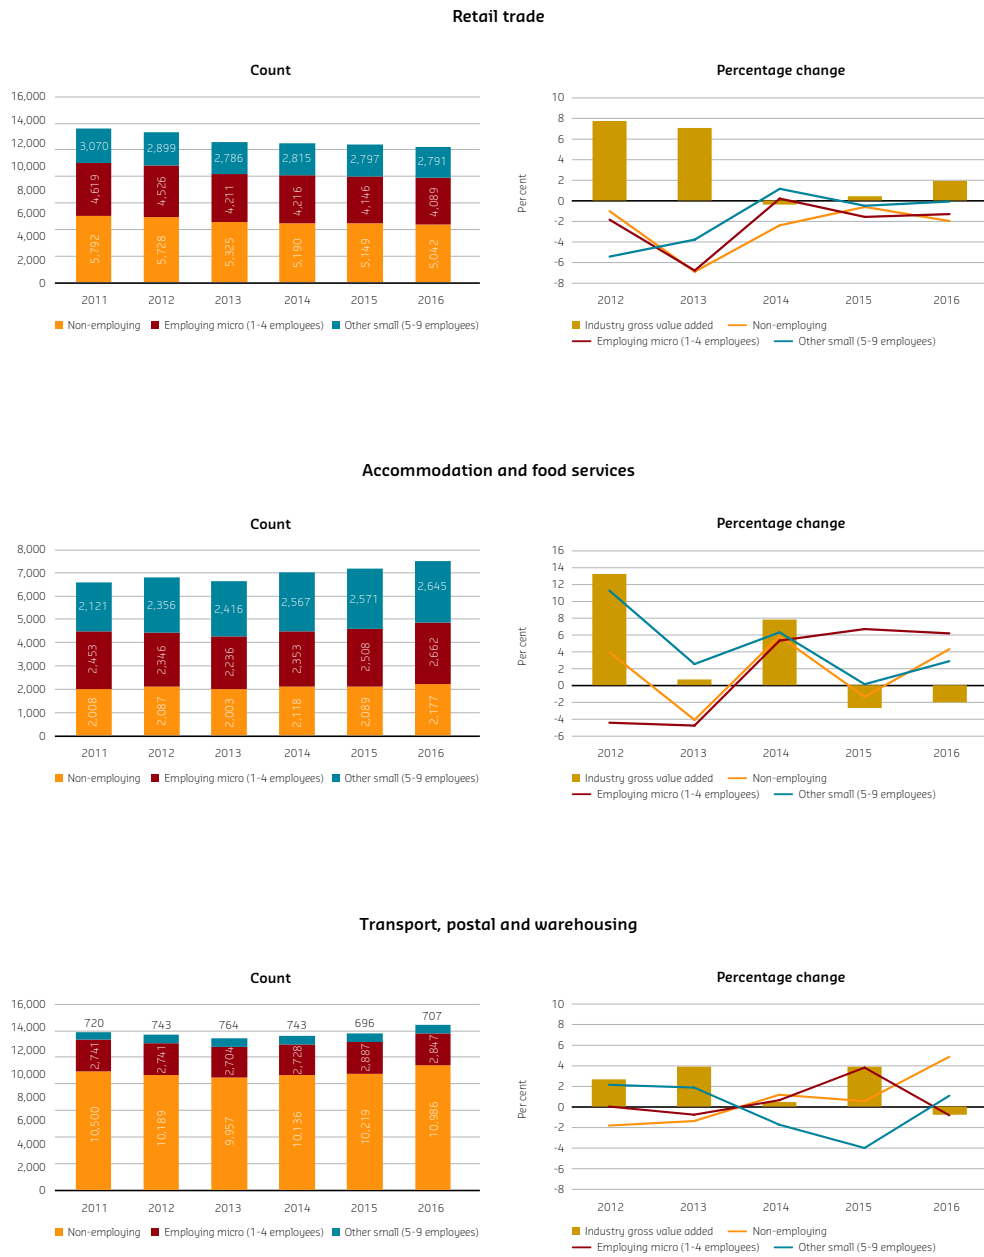 Retail trade
Count
16,000
14,000
12,000
10,000
8,000
6,000
4,000
2,000
0
3,070 2,899 2,786 2,815 2,797 2,791
4,619 4,526 4,211 4,216 4,146 4,089
5,792 5,728 5,325 5,190 5,149 5,042
2011 2012 2013 2014 2015 2016
Non-employing Employing micro (1-4 employees) Other small (5-9 employees)
Percentage change
Per cent
10
8
6
4
2
0
-2
-4
-6
-8
2012 2013 2014 2015 2016
Industry gross value added Non-employing
Employing micro (1-4 employees) Other small (5-9 employees)
Accommodation and food services
Count
8,000
7,000
6,000
5,000
4,000
3,000
2,000
1,000
0
2,121 2,356 2,416 2,567 2,571 2,645
2,453 2,346 2,236 2,353 2,508 2,662
2,008 2,087 2,003 2,118 2,089 2,177
2011 2012 2013 2014 2015 2016
Non-employing Employing micro (1-4 employees) Other small (5-9 employees)
Percentage change
Per cent
16
14
12
10
8
6
4
2
0
-2
-4
-6
2012 2013 2014 2015 2016
Industry gross value added Non-employing
Employing micro (1-4 employees) Other small (5-9 employees)
Transport, postal and warehousing
Count
16,000
14,000
12,000
10,000
8,000
6,000
4,000
2,000
0
720 743 764 743 696 707
2,741 2,741 2,704 2,728 2,887 2,847
10,500 10,189 9,957 10,136 10,219 10,986
2011 2012 2013 2014 2015 2016
Non-employing Employing micro (1-4 employees) Other small (5-9 employees)
Percentage change
Per cent
10
8
6
4
2
0
-2
-4
-6
-8
2012 2013 2014 2015 2016
Industry gross value added Non-employing
Employing micro (1-4 employees) Other small (5-9 employees)